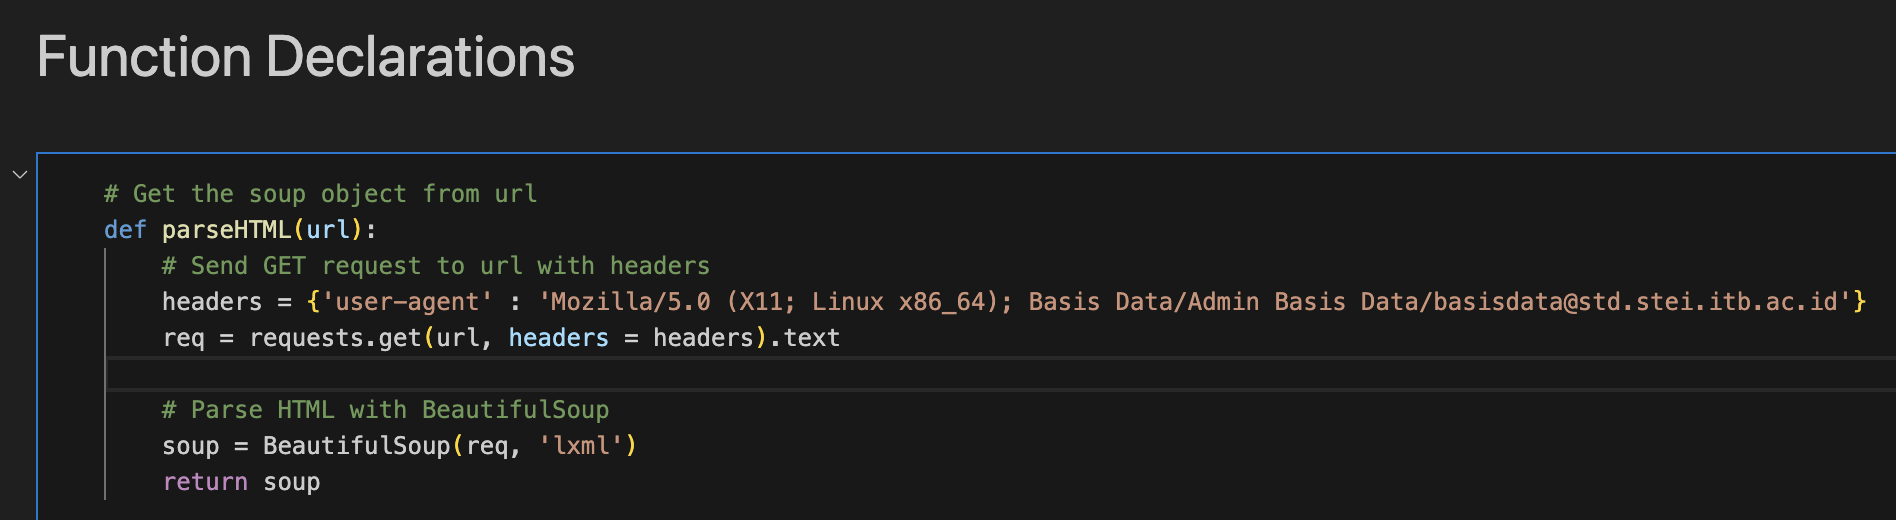 Function Declarations
# Get the soup object from url
def parseHTML(url):
    # Send GET request to url with headers
    headers = {'user-agent' : 'Mozilla/5.0 (X11; Linux x86_64); Basis Data/Admin Basis Data/basisdata@std.stei.itb.ac.id'}
    req = requests.get(url, headers = headers).text
    # Parse HTML with BeautifulSoup
    soup = BeautifulSoup(req, 'lxml')
    return soup